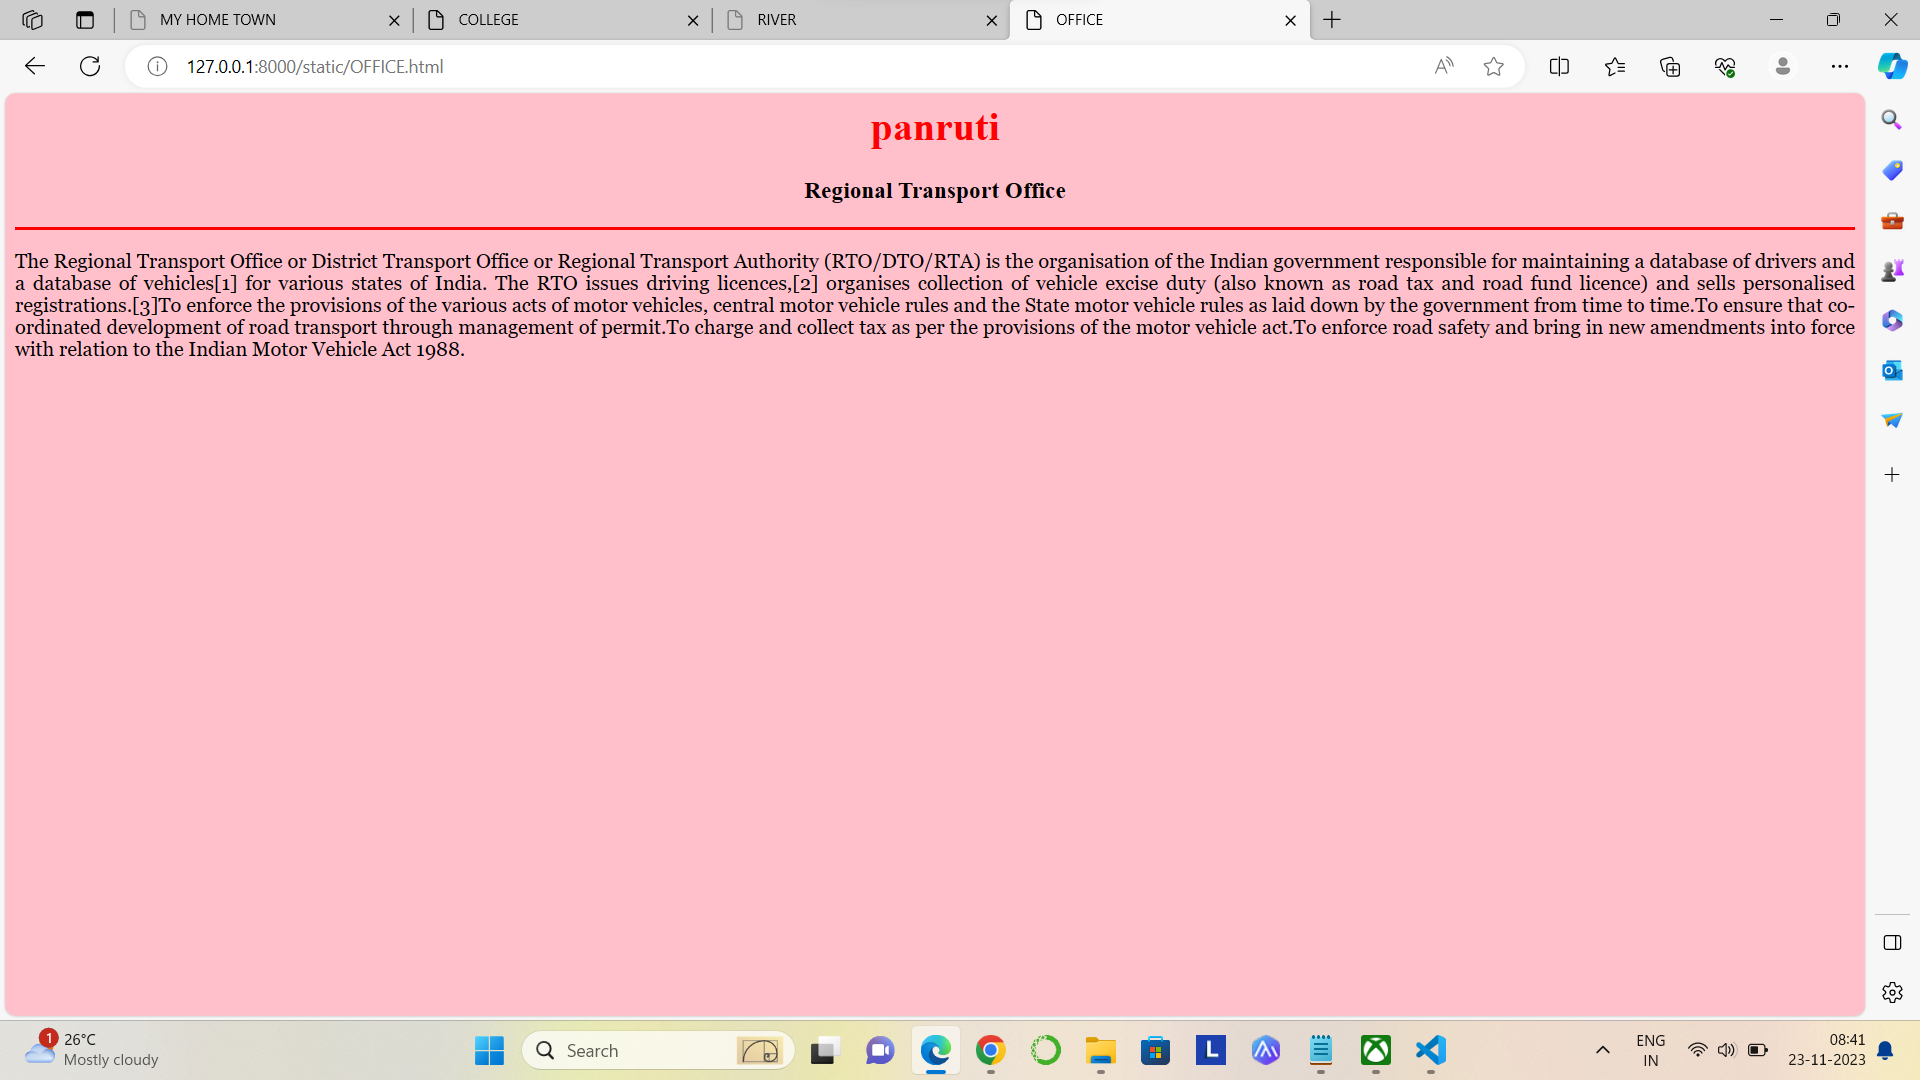 MY HOME TOWN
COLLEGE
RIVER
OFFICE
127.0.0.1:8000/static/OFFICE.html
panruti
Regional Transport Office
The Regional Transport Office or District Transport Office or Regional Transport Authority (RTO/DTO/RTA) is the organisation of the Indian government responsible for maintaining a database of drivers and
a database of vehicles[1] for various states of India. The RTO issues driving licences,[2] organises collection of vehicle excise duty (also known as road tax and road fund licence) and sells personalised
registrations.[3]To enforce the provisions of the various acts of motor vehicles, central motor vehicle rules and the State motor vehicle rules as laid down by the government from time to time.To ensure that co-
ordinated development of road transport through management of permit.To charge and collect tax as per the provisions of the motor vehicle act.To enforce road safety and bring in new amendments into force
with relation to the Indian Motor Vehicle Act 1988.
1
26°C
Mostly cloudy
Search
L
ENG
IN
08:41
23-11-2023